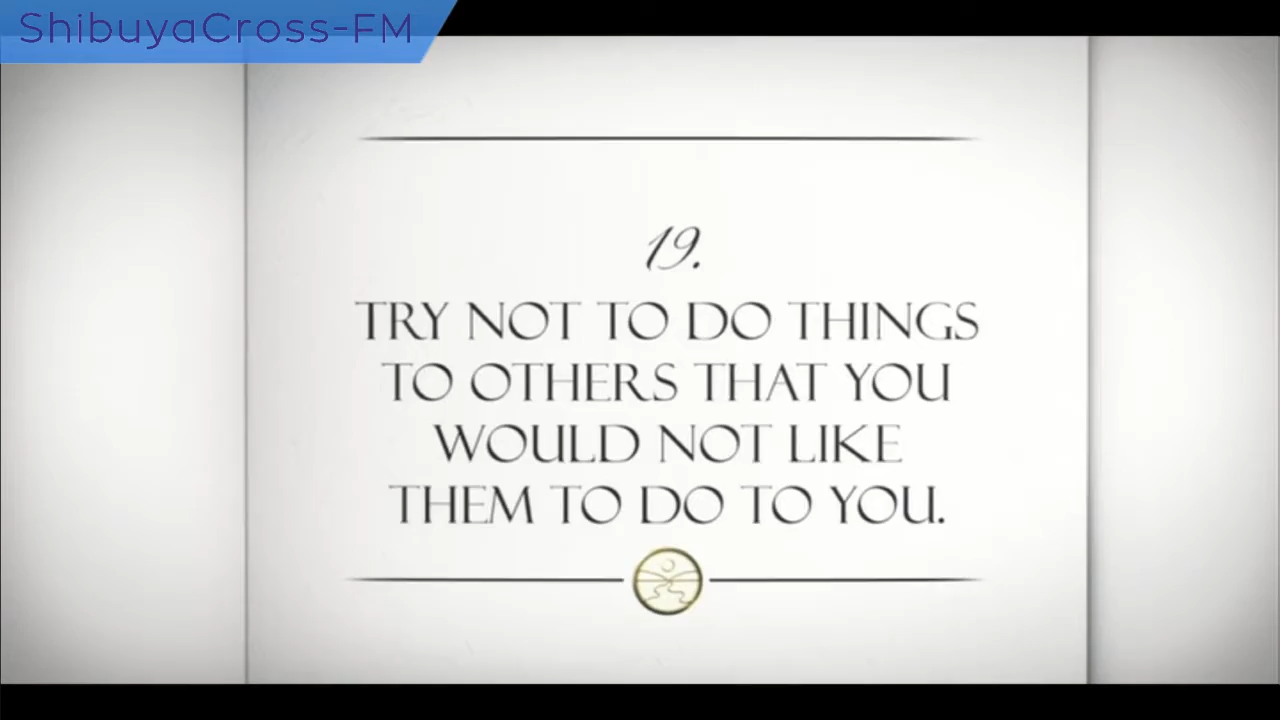 ShibuyaCross-FM
19.
TRY NOT TO DO THINGS
TO OTHERS THAT YOU
WOULD NOT LIKE
THEM TO DO TO YOU.